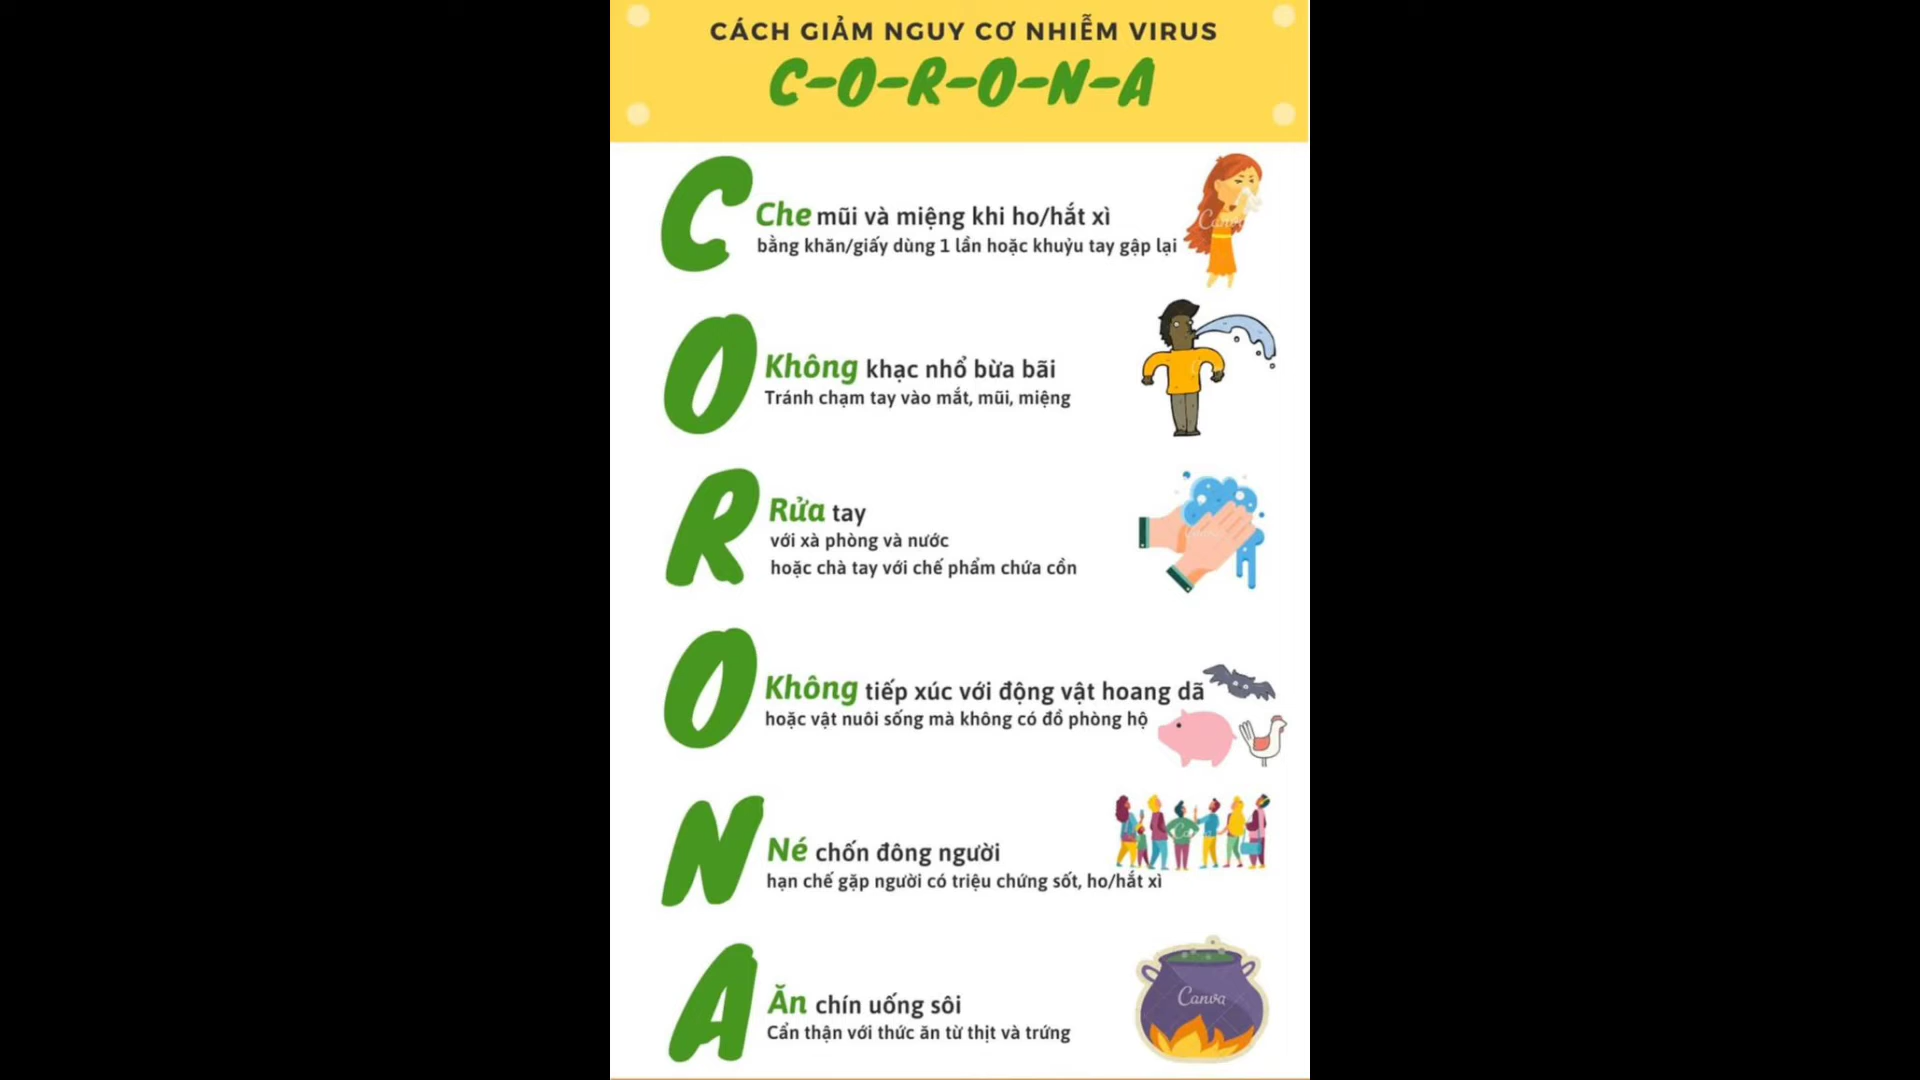 CÁCH GIẢM NGUY CƠ NHIỄM VIRUS
C-O-R-O-N-A
C
Che mũi và miệng khi ho/hắt xì
bằng khăn/giấy dùng 1 lần hoặc khuỷu tay gập lại
Canva
O
Không khạc nhổ bừa bãi
Tránh chạm tay vào mắt, mũi, miệng
R
Rửa tay
với xà phòng và nước
hoặc chà tay với chế phẩm chứa cồn
O
Không tiếp xúc với động vật hoang dã
hoặc vật nuôi sống mà không có đồ phòng hộ
N
Né chốn đông người
hạn chế gặp người có triệu chứng sốt, ho/hắt xì
Canva
A
Ăn chín uống sôi
Cẩn thận với thức ăn từ thịt và trứng
Canva